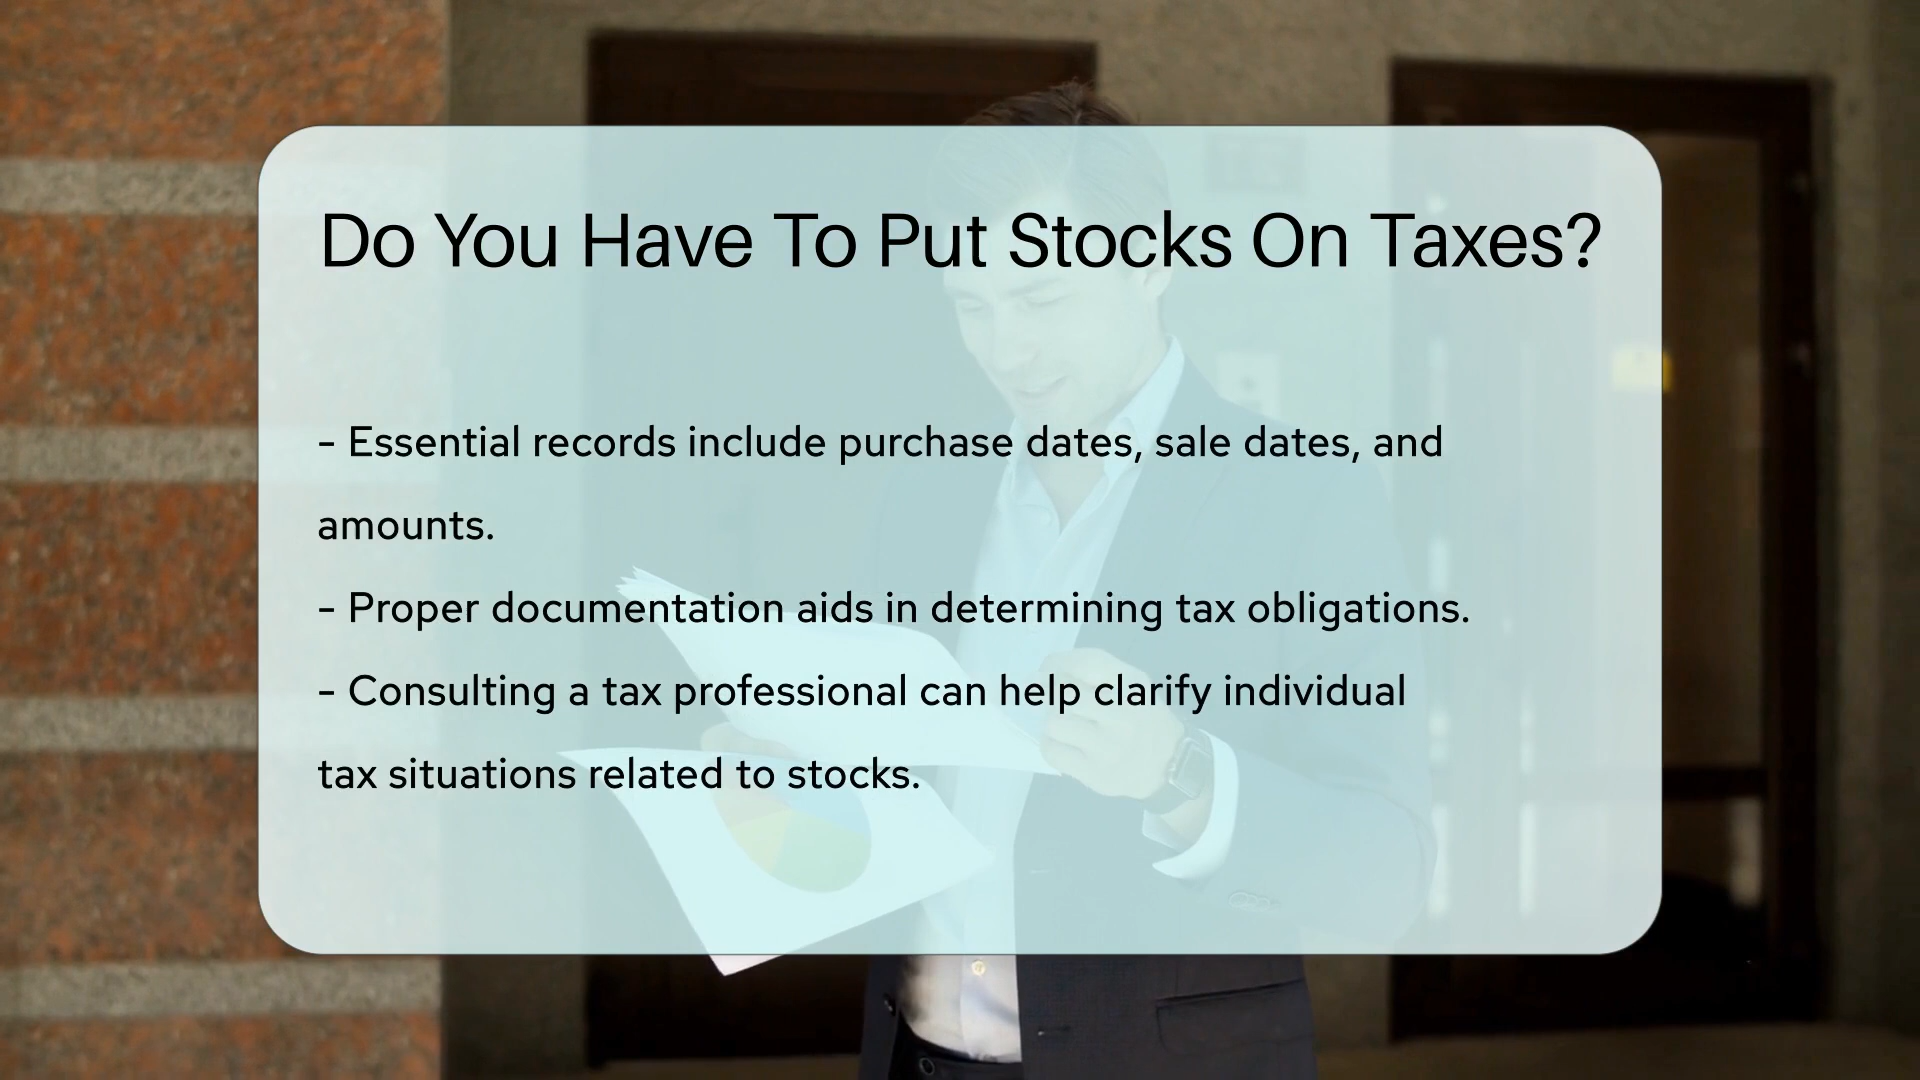 Do You Have To Put Stocks On Taxes?
- Essential records include purchase dates, sale dates, and
amounts.
- Proper documentation aids in determining tax obligations.
- Consulting a tax professional can help clarify individual
tax situations related to stocks.